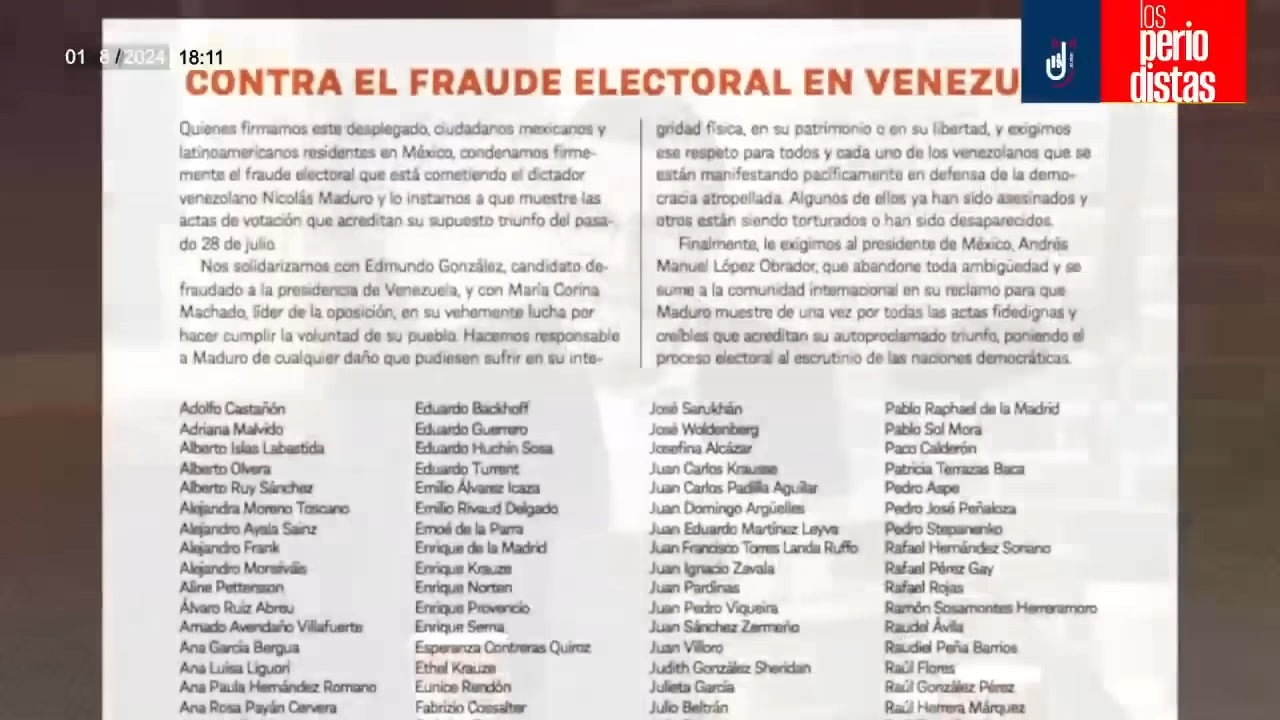 01 8/2024 18:11
los
perio
distas
CONTRA EL FRAUDE ELECTORAL EN VENEZU
Quienes firmamos este desplegado, ciudadanos mexicanos y
latinoamericanos residentes en México, condenamos firme-
mente el fraude electoral que está cometiendo el dictador
venezolano Nicolás Maduro y lo instamos a que muestre las
actas de votación que acreditan su supuesto triunfo del pasa-
do 28 de julio.
Nos solidarizamos con Edmundo González, candidato de-
fraudado a la presidencia de Venezuela, y con María Corina
Machado, líder de la oposición, en su vehemente lucha por
hacer cumplir la voluntad de su pueblo. Hacemos responsable
a Maduro de cualquier daño que pudiesen sufrir en su inte-
gridad física, en su patrimonio o en su libertad, y exigimos
ese respeto para todos y cada uno de los venezolanos que se
están manifestando pacíficamente en defensa de la demo-
cracia atropellada. Algunos de ellos ya han sido asesinados y
otros están siendo torturados o han sido desaparecidos.
Finalmente, le exigimos al presidente de México, Andrés
Manuel López Obrador, que abandone toda ambigüedad y se
sume a la comunidad internacional en su reclamo para que
Maduro muestre de una vez por todas las actas fidedignas y
creíbles que acreditan su autoproclamado triunfo, poniendo el
proceso electoral al escrutinio de las naciones democráticas.
Adolfo Castañón
Adriana Malvido
Alberto Islas Labastida
Alberto Olvera
Alberto Ruy Sánchez
Alejandra Moreno Toscano
Alejandro Ayala Sainz
Alejandro Frank
Alejandro Monsiváis
Aline Pettersson
Álvaro Ruiz Abreu
Amado Avendaño Villafuerte
Ana García Bergua
Ana Luisa Liguori
Ana Paula Hernández Romano
Ana Rosa Payán Cervera
Eduardo Backhoff
Eduardo Guerrero
Eduardo Huchín Sosa
Eduardo Turrent
Emilio Álvarez Icaza
Emilio Rivaud Delgado
Emoé de la Parra
Enrique de la Madrid
Enrique Krauze
Enrique Norten
Enrique Provencio
Enrique Serna
Esperanza Contreras Quiroz
Ethel Krauze
Eunice Rendón
Fabrizio Cossalter
José Sarukhán
José Woldenberg
Josefina Alcázar
Juan Carlos Krausse
Juan Carlos Padilla Aguilar
Juan Domingo Argüelles
Juan Eduardo Martínez Leyva
Juan Francisco Torres Landa Ruffo
Juan Ignacio Zavala
Juan Pardinas
Juan Pedro Viqueira
Juan Sánchez Zermeño
Juan Villoro
Judith González Sheridan
Julieta García
Julio Beltrán
Pablo Raphael de la Madrid
Pablo Sol Mora
Paco Calderón
Patricia Terrazas Baca
Pedro Aspe
Pedro José Peñaloza
Pedro Stepanenko
Rafael Hernández Soriano
Rafael Pérez Gay
Rafael Rojas
Ramón Sosamontes Herreramoro
Raudel Ávila
Raudiel Peña Barrios
Raúl Flores
Raúl González Pérez
Raúl Herrera Márquez